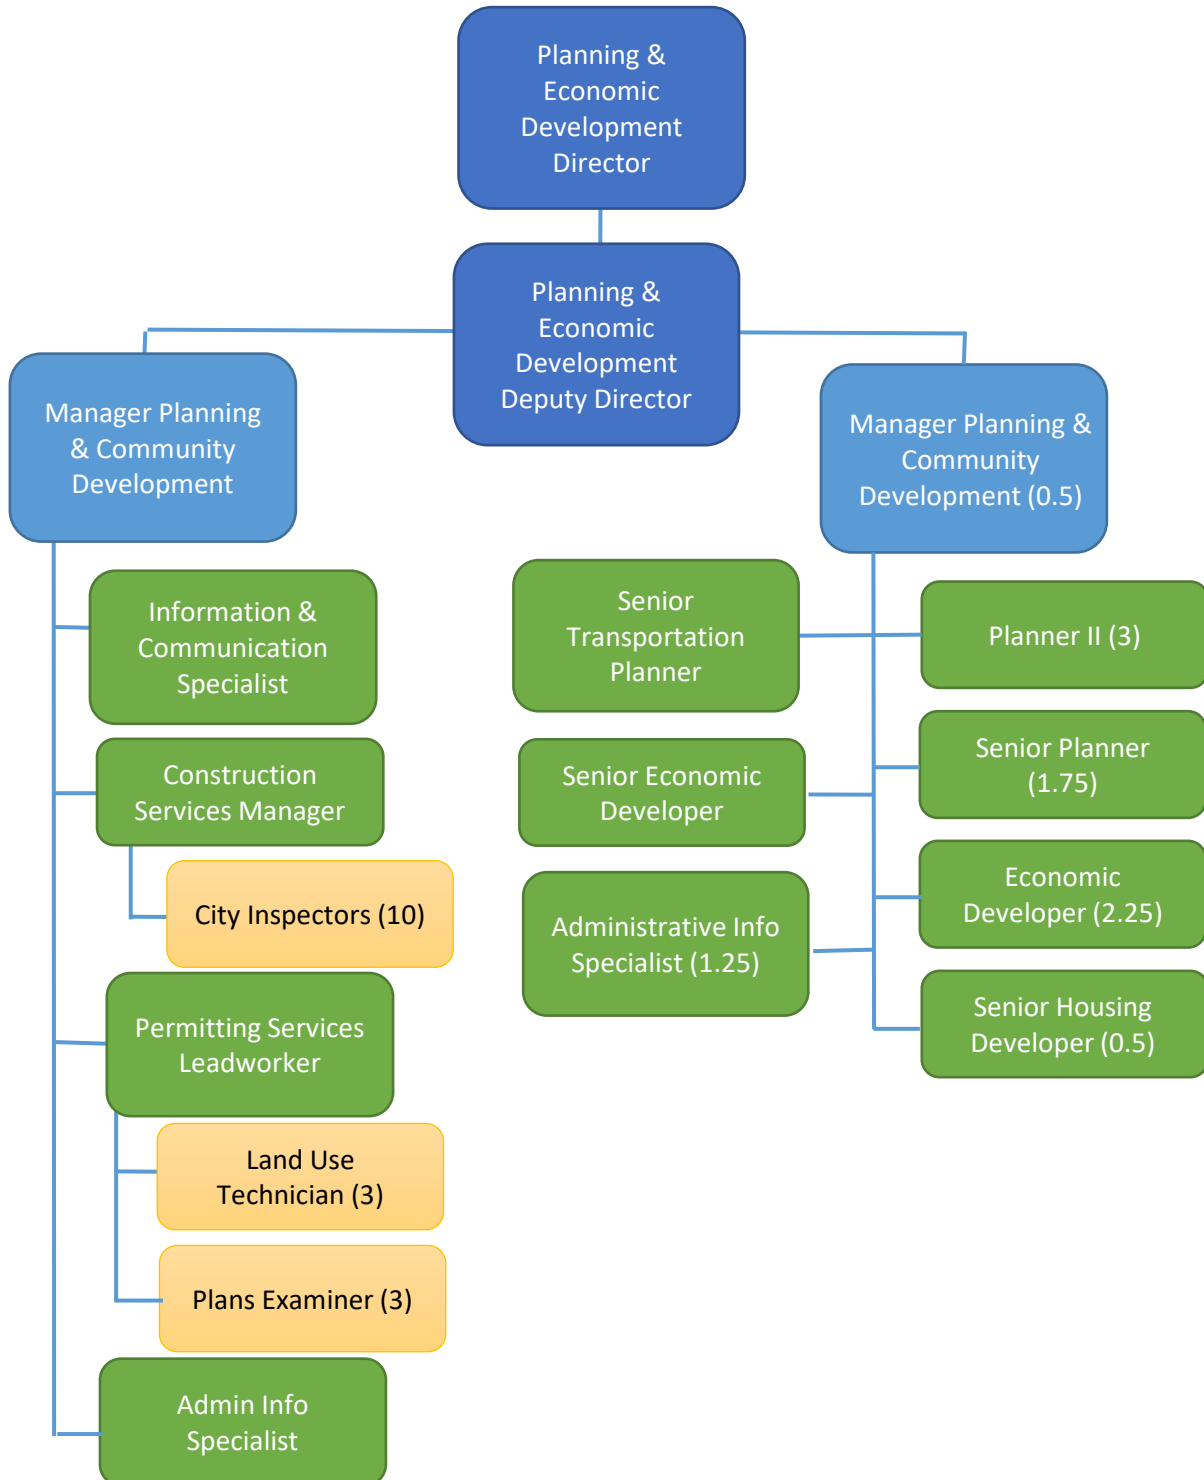 Planning &
Economic
Development
Director
Planning &
Economic
Development
Deputy Director
Manager Planning
& Community
Development
Manager Planning &
Community
Development (0.5)
Information &
Communication
Specialist
Construction
Services Manager
City Inspectors (10)
Permitting Services
Leadworker
Land Use
Technician (3)
Plans Examiner (3)
Admin Info
Specialist
Senior
Transportation
Planner
Planner II (3)
Senior Economic
Developer
Senior Planner
(1.75)
Administrative Info
Specialist (1.25)
Economic
Developer (2.25)
Senior Housing
Developer (0.5)